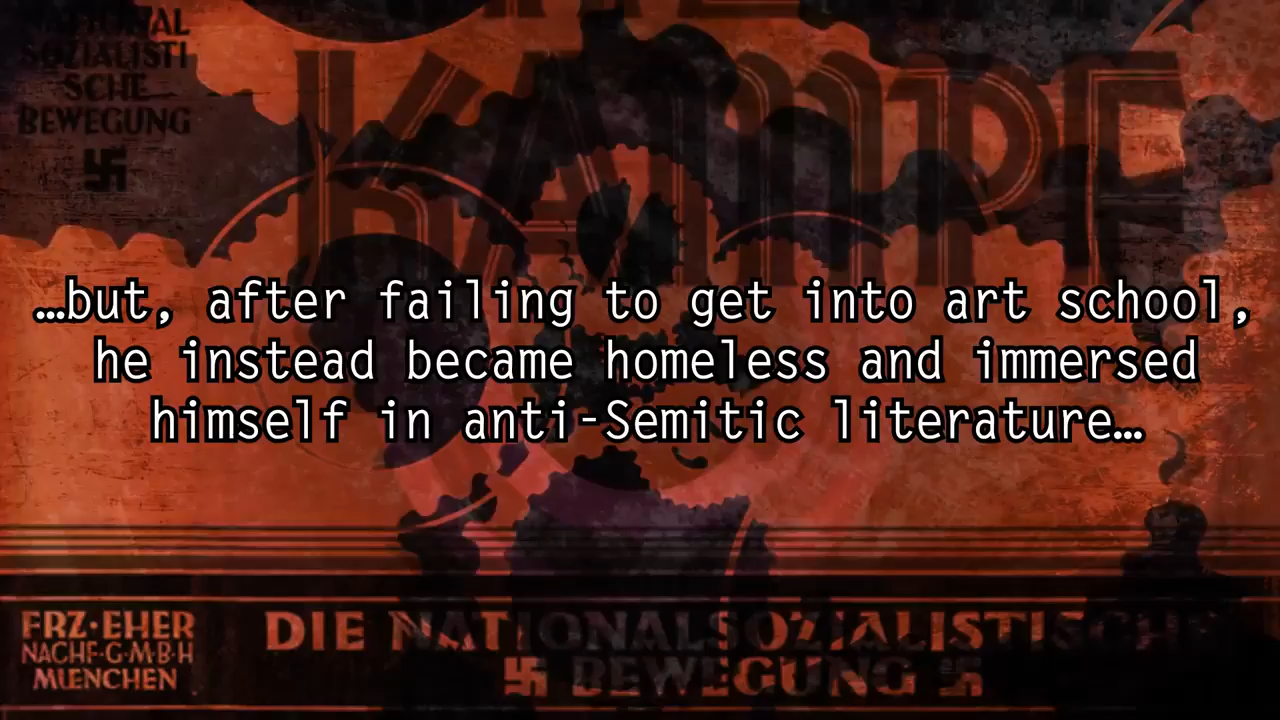 NATIONAL
SOZIALISTI
SCHE
BEWEGUNG
KAMPF
…but, after failing to get into art school,
he instead became homeless and immersed
himself in anti-Semitic literature…
FRZ·EHER
NACHF·G·M·B·H
MUENCHEN
DIE NATIONALSOZIALISTISCHE
BEWEGUNG